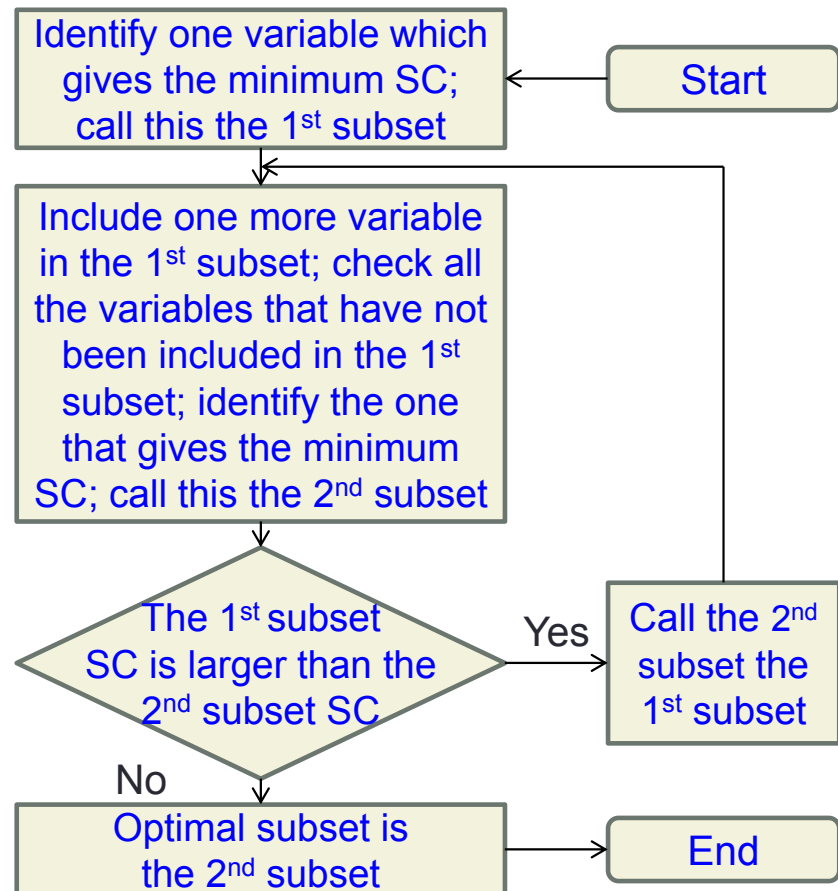 Identify one variable which
gives the minimum SC;
call this the 1st subset
Start
Include one more variable
in the 1st subset; check all
the variables that have not
been included in the 1st
subset; identify the one
that gives the minimum
SC; call this the 2nd subset
The 1st subset
SC is larger than the
2nd subset SC
Yes
Call the 2nd
subset the
1st subset
No
Optimal subset is
the 2nd subset
End